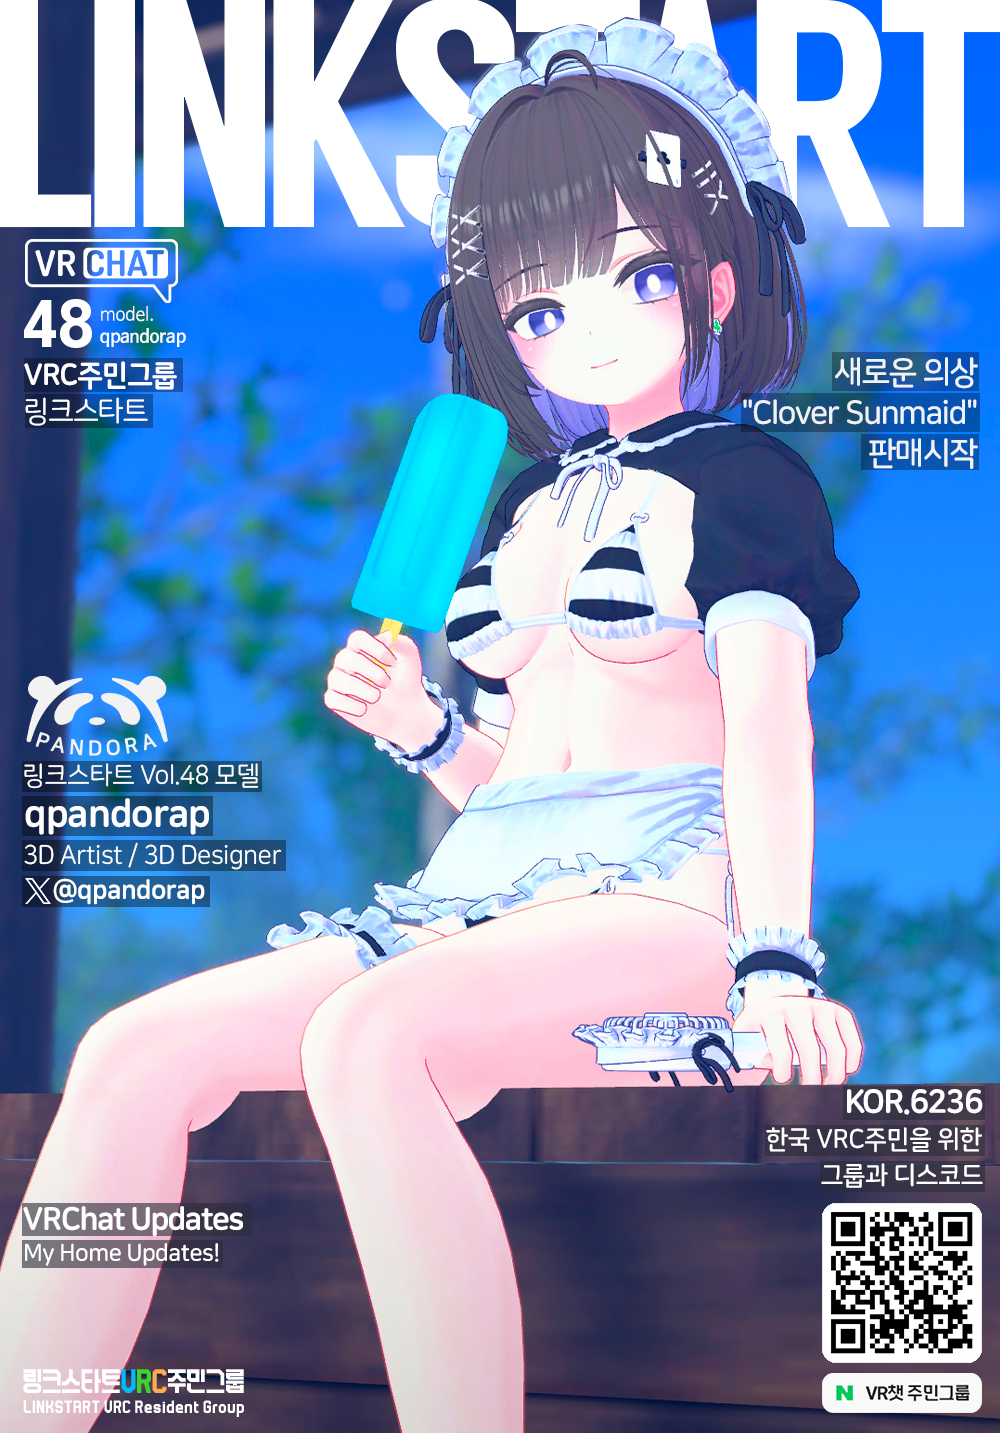 LINKSTART
VR CHAT
48 model.
qpandorap
VRC주민그룹
링크스타트
새로운 의상
"Clover Sunmaid"
판매시작
PANDORA
링크스타트 Vol.48 모델
qpandorap
3D Artist / 3D Designer
X@qpandorap
KOR.6236
한국 VRC주민을 위한
그룹과 디스코드
VRChat Updates
My Home Updates!
N VR챗 주민그룹
링크스타트VRC주민그룹
LINKSTART VRC Resident Group